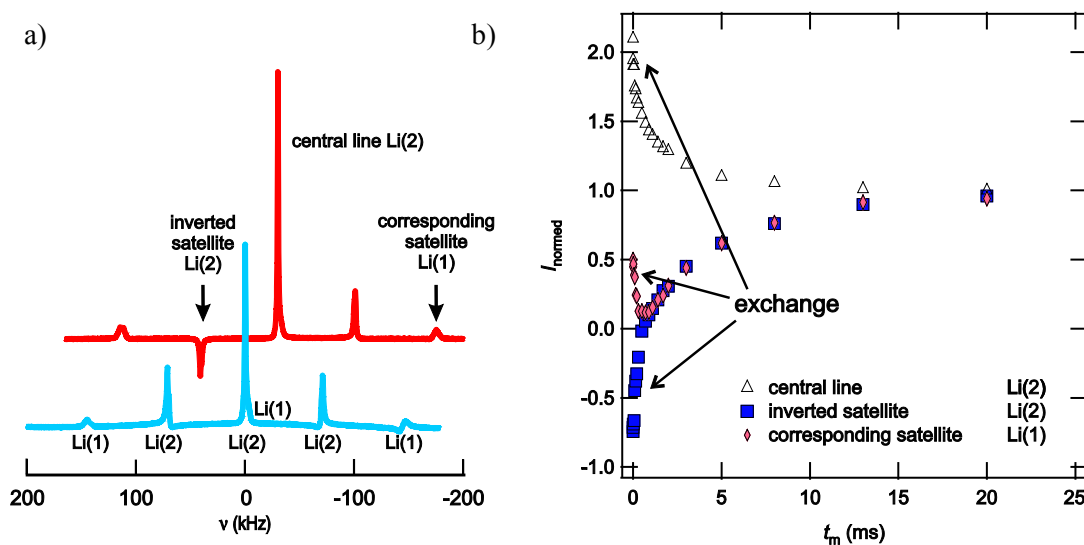 a)
central line Li(2)
inverted
satellite
Li(2)
corresponding
satellite
Li(1)
Li(1)
Li(1)
Li(2)
Li(2)
Li(2)
Li(1)
200
100
0
-100
-200
ν (kHz)
b)
2.0
1.5
1.0
0.5
0.0
-0.5
-1.0
Inormed
exchange
central line Li(2)
inverted satellite Li(2)
corresponding satellite Li(1)
0
5
10
15
20
25
tm (ms)